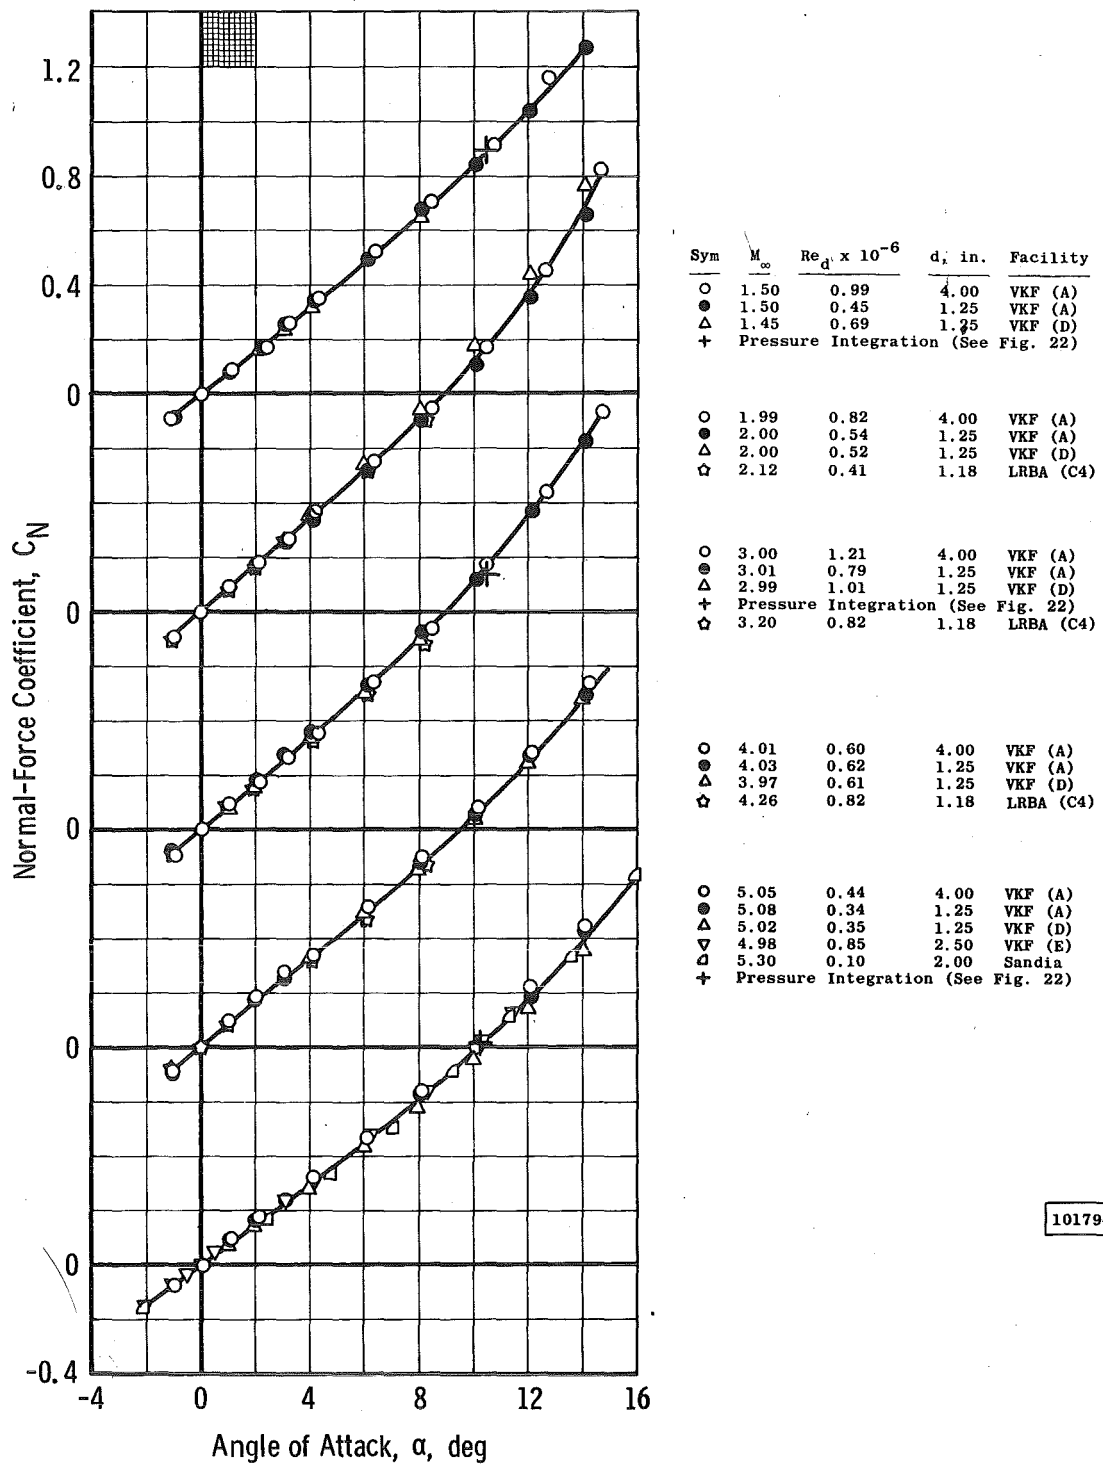 1.2
0.8
0.4
0
0
0
0
0
-0.4
-4 0 4 8 12 16
Normal-Force Coefficient, C_N
Angle of Attack, α, deg
Sym M∞ Re_d x 10^-6 d, in. Facility
○ 1.50 0.99 4.00 VKF (A)
● 1.50 0.45 1.25 VKF (A)
△ 1.45 0.69 1.25 VKF (D)
+ Pressure Integration (See Fig. 22)
○ 1.99 0.82 4.00 VKF (A)
● 2.00 0.54 1.25 VKF (A)
△ 2.00 0.52 1.25 VKF (D)
☆ 2.12 0.41 1.18 LRBA (C4)
○ 3.00 1.21 4.00 VKF (A)
● 3.01 0.79 1.25 VKF (A)
△ 2.99 1.01 1.25 VKF (D)
+ Pressure Integration (See Fig. 22)
☆ 3.20 0.82 1.18 LRBA (C4)
○ 4.01 0.60 4.00 VKF (A)
● 4.03 0.62 1.25 VKF (A)
△ 3.97 0.61 1.25 VKF (D)
☆ 4.26 0.82 1.18 LRBA (C4)
○ 5.05 0.44 4.00 VKF (A)
● 5.08 0.34 1.25 VKF (A)
△ 5.02 0.35 1.25 VKF (D)
▽ 4.98 0.85 2.50 VKF (E)
5.30 0.10 2.00 Sandia
+ Pressure Integration (See Fig. 22)
10179